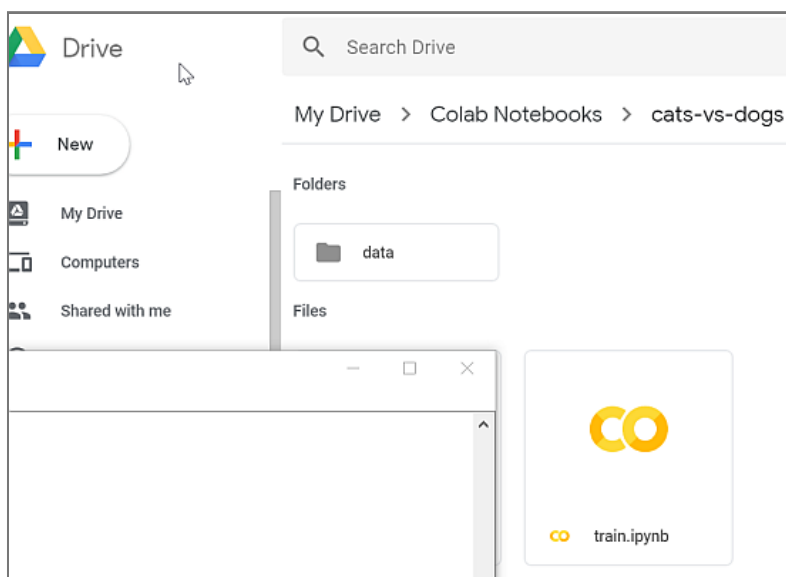 Drive
Search Drive
My Drive > Colab Notebooks > cats-vs-dogs
New
Folders
My Drive
data
Computers
Shared with me
Files
CO
CO train.ipynb